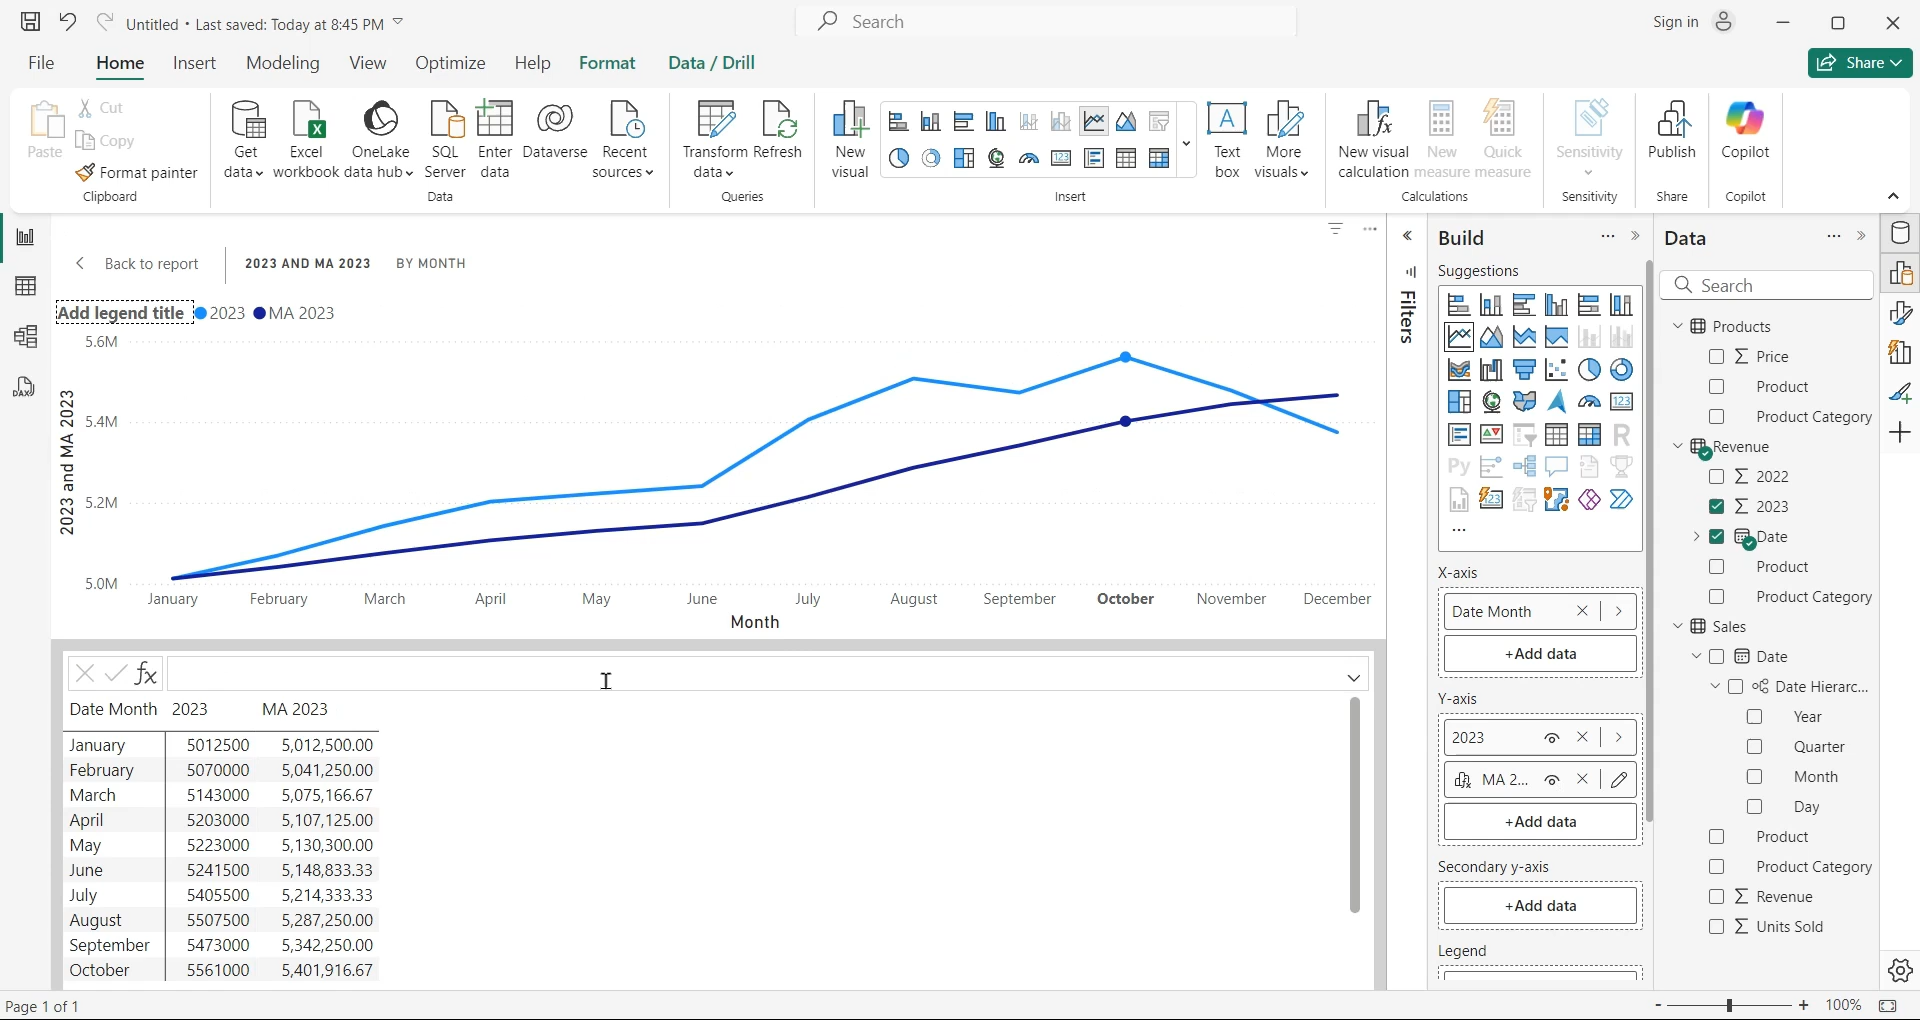 Untitled • Last saved: Today at 8:45 PM
Search
Sign in
File Home Insert Modeling View Optimize Help Format Data / Drill
Share
Paste
Cut
Copy
Format painter
Clipboard
Get data
Excel workbook
OneLake data hub
SQL Server
Enter data
Dataverse
Recent sources
Data
Transform data
Refresh
Queries
New visual
Text box
More visuals
Insert
New visual calculation
New measure
Quick measure
Calculations
Sensitivity
Sensitivity
Publish
Share
Copilot
Copilot
Back to report
2023 AND MA 2023 BY MONTH
Add legend title 2023 MA 2023
2023 and MA 2023
5.6M
5.4M
5.2M
5.0M
January February March April May June July August September October November December
Month
fx
Date Month 2023 MA 2023
January 5012500 5,012,500.00
February 5070000 5,041,250.00
March 5143000 5,075,166.67
April 5203000 5,107,125.00
May 5223000 5,130,300.00
June 5241500 5,148,833.33
July 5405500 5,214,333.33
August 5507500 5,287,250.00
September 5473000 5,342,250.00
October 5561000 5,401,916.67
Filters
Build
Suggestions
123
R
Py
123
...
X-axis
Date Month
+Add data
Y-axis
2023
MA 2...
+Add data
Secondary y-axis
+Add data
Legend
Data
Search
Products
Price
Product
Product Category
Revenue
2022
2023
Date
Product
Product Category
Sales
Date
Date Hierarc...
Year
Quarter
Month
Day
Product
Product Category
Revenue
Units Sold
DAX
Page 1 of 1
- + 100%